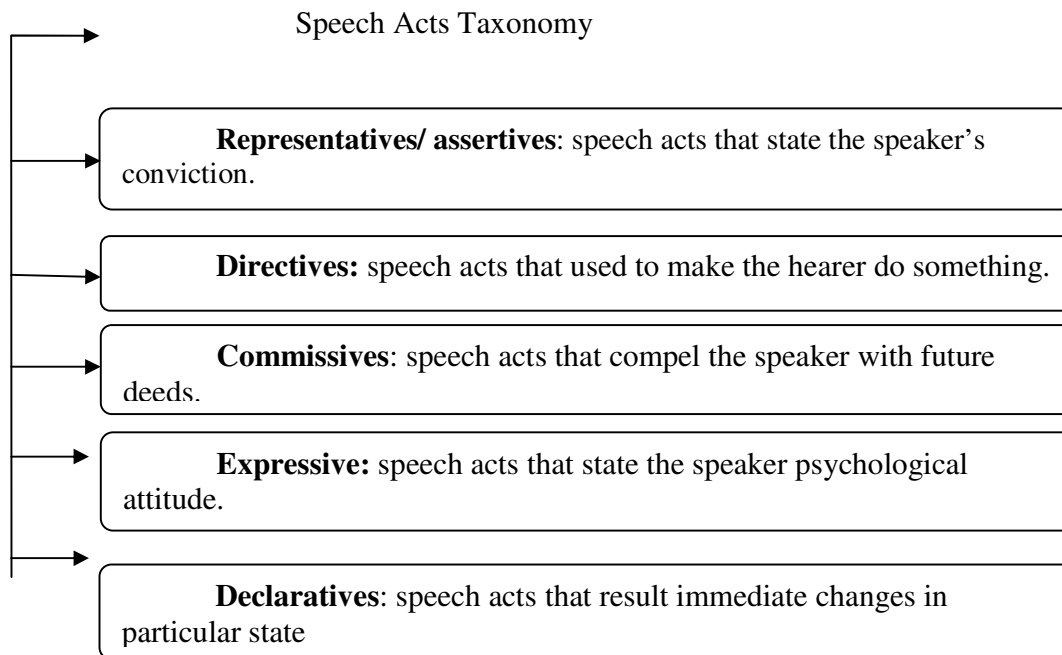 Speech Acts Taxonomy
Representatives/ assertives: speech acts that state the speaker’s
conviction.
Directives: speech acts that used to make the hearer do something.
Commissives: speech acts that compel the speaker with future
deeds.
Expressive: speech acts that state the speaker psychological
attitude.
Declaratives: speech acts that result immediate changes in
particular state